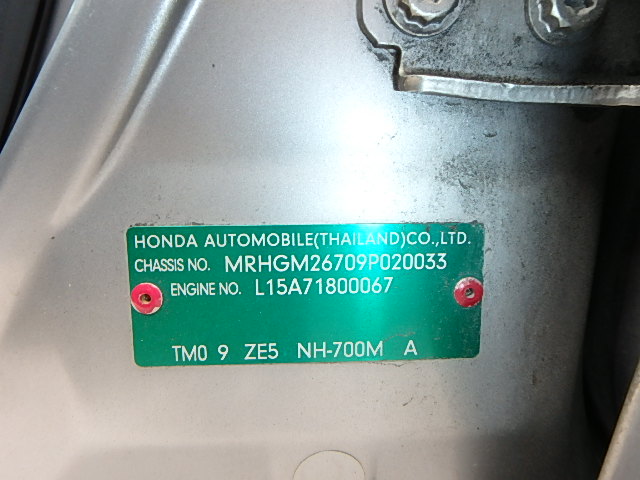 HONDA AUTOMOBILE(THAILAND)CO.,LTD.
CHASSIS NO. MRHGM26709P020033
ENGINE NO. L15A71800067
TM0 9 ZE5 NH-700M A